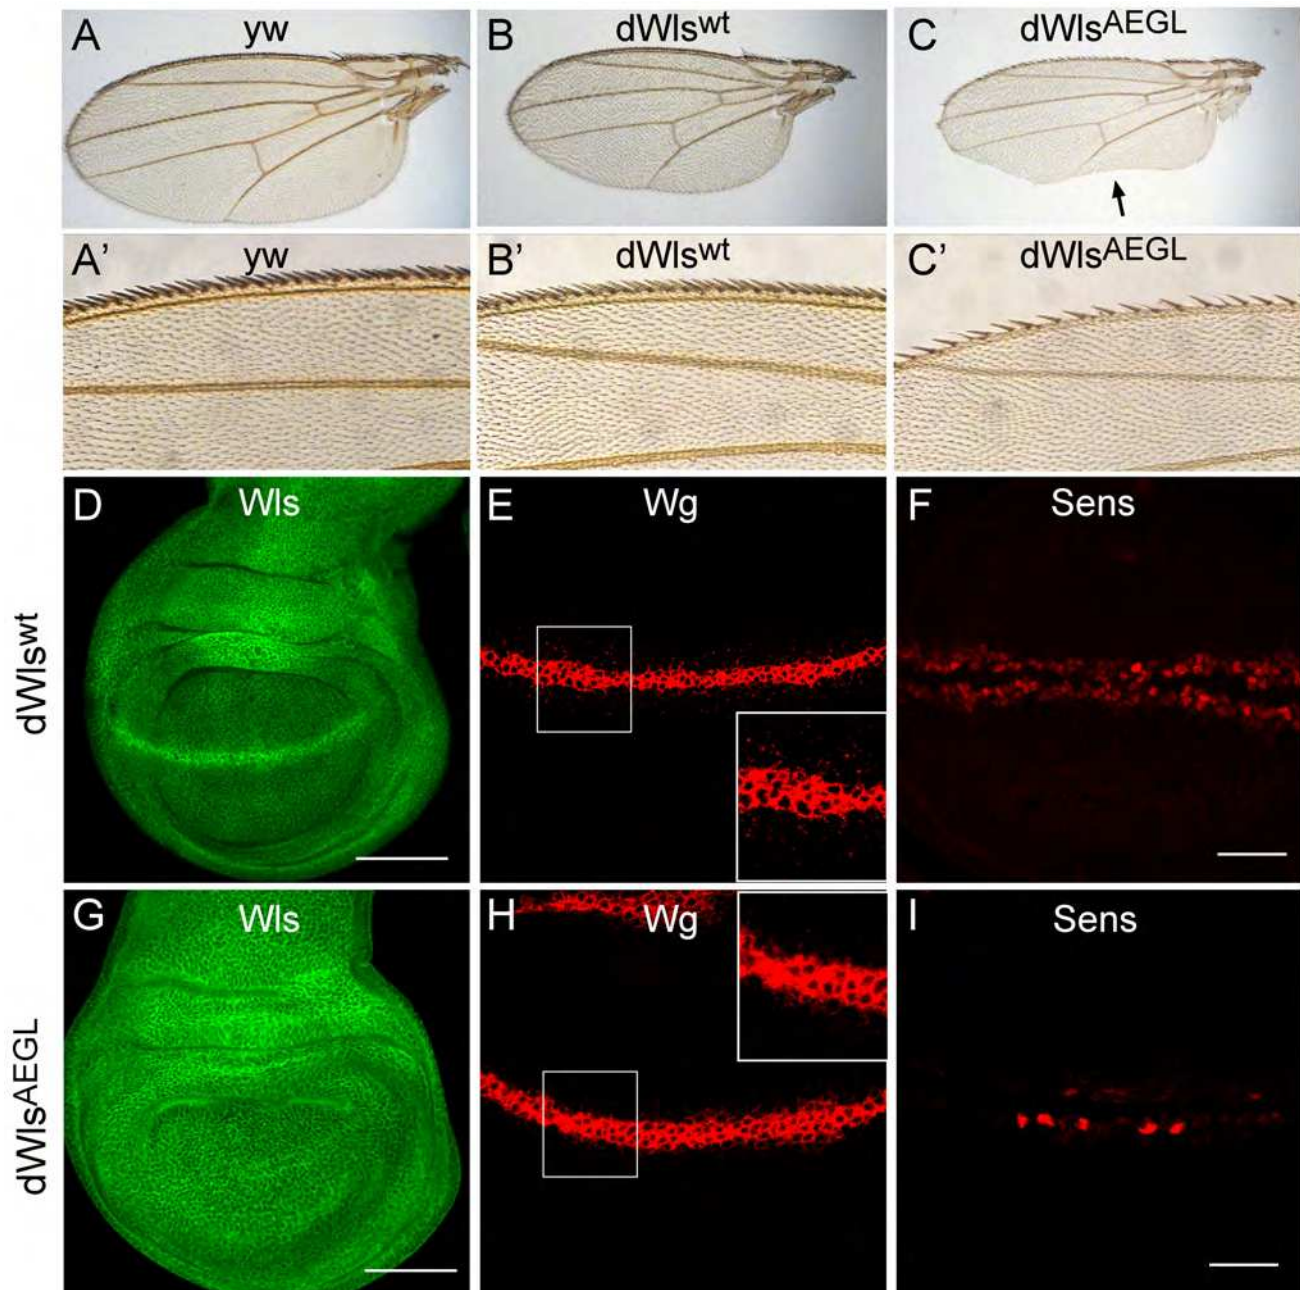 A yw
B dWls^wt
C dWls^AEGL
A' yw
B' dWls^wt
C' dWls^AEGL
dWls^wt
D Wls
E Wg
F Sens
dWls^AEGL
G Wls
H Wg
I Sens